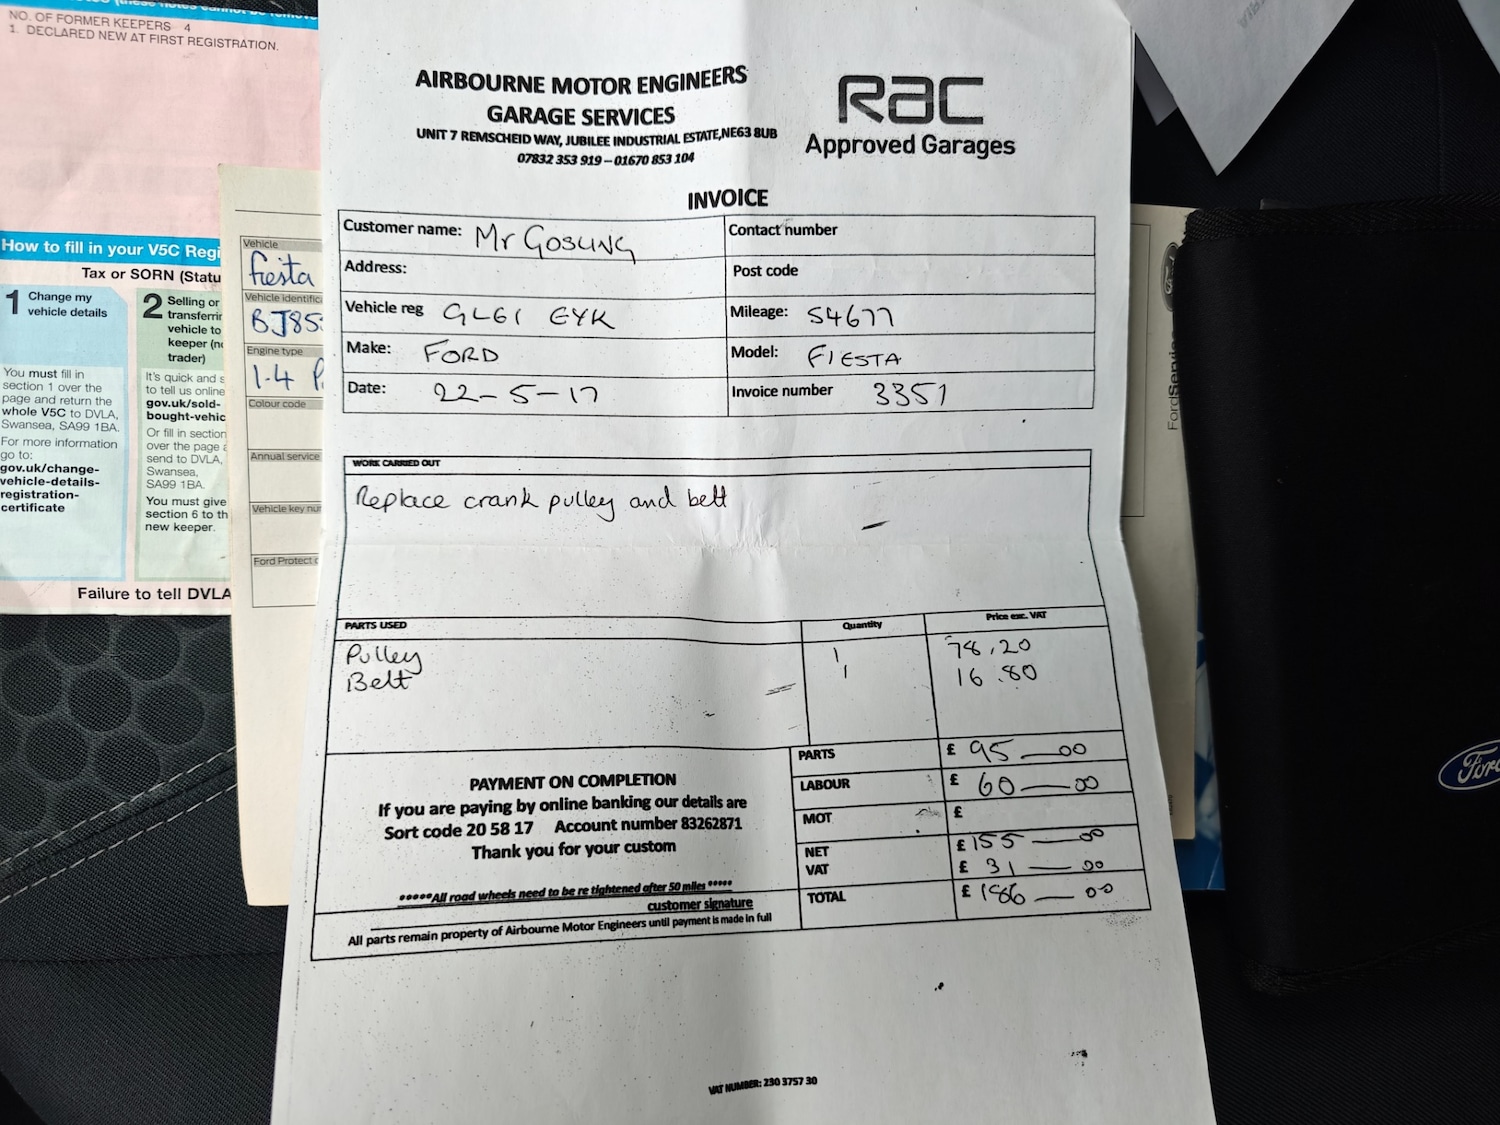 NO. OF FORMER KEEPERS 4
1. DECLARED NEW AT FIRST REGISTRATION.
How to fill in your V5C Regi
Tax or SORN (Statu
1 Change my
vehicle details
You must fill in
section 1 over the
page and return the
whole V5C to DVLA,
Swansea, SA99 1BA.
For more information
go to:
gov.uk/change-
vehicle-details-
registration-
certificate
2 Selling or
transferrin
vehicle to
keeper (no
trader)
It's quick and s
to tell us online
gov.uk/sold-
bought-vehic
Or fill in section
over the page a
send to DVLA,
Swansea,
SA99 1BA.
You must give
section 6 to th
new keeper.
Failure to tell DVLA
Vehicle
fiesta
Vehicle identific
BJ85
Engine type
1.4 P
Colour code
Annual service
Vehicle key nu
Ford Protect
AIRBOURNE MOTOR ENGINEERS
GARAGE SERVICES
UNIT 7 REMSCHEID WAY, JUBILEE INDUSTRIAL ESTATE,NE63 8UB
07832 353 919 – 01670 853 104
RAC
Approved Garages
INVOICE
Customer name: Mr GOSLING Contact number
Address: Post code
Vehicle reg GL61 EYK Mileage: 54677
Make: FORD Model: FIESTA
Date: 22-5-17 Invoice number 3351
WORK CARRIED OUT
Replace crank pulley and belt
PARTS USED Quantity Price exc. VAT
Pulley 1 78.20
Belt 1 16.80
PARTS £ 95—00
LABOUR £ 60—00
MOT £
NET £155—00
VAT £ 31—00
TOTAL £ 186—00
PAYMENT ON COMPLETION
If you are paying by online banking our details are
Sort code 20 58 17 Account number 83262871
Thank you for your custom
*****All road wheels need to be re tightened after 50 miles *****
customer signature
All parts remain property of Airbourne Motor Engineers until payment is made in full
VAT NUMBER: 230 3757 30
Ford
FordService
Ford